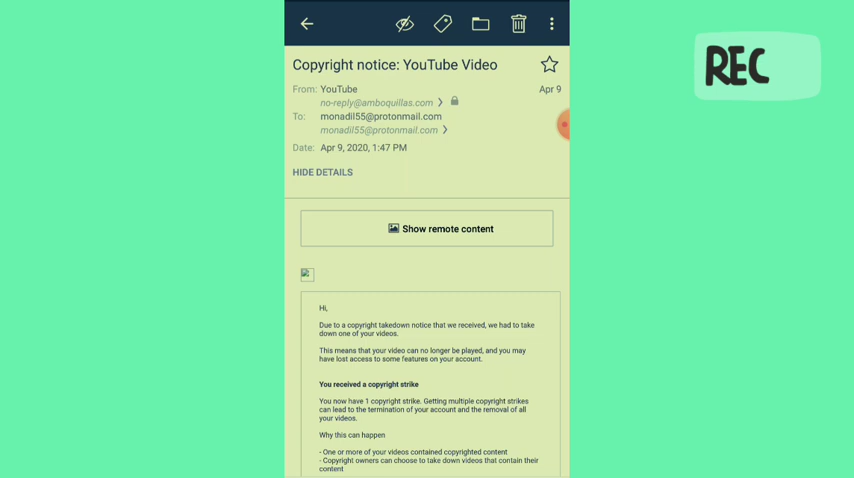 REC
Copyright notice: YouTube Video
From: YouTube
Apr 9
no-reply@amboquillas.com
To: monadil55@protonmail.com
monadil55@protonmail.com
Date: Apr 9, 2020, 1:47 PM
HIDE DETAILS
Show remote content
Hi,
Due to a copyright takedown notice that we received, we had to take
down one of your videos.
This means that your video can no longer be played, and you may
have lost access to some features on your account.
You received a copyright strike
You now have 1 copyright strike. Getting multiple copyright strikes
can lead to the termination of your account and the removal of all
your videos.
Why this can happen
- One or more of your videos contained copyrighted content
- Copyright owners can choose to take down videos that contain their
content